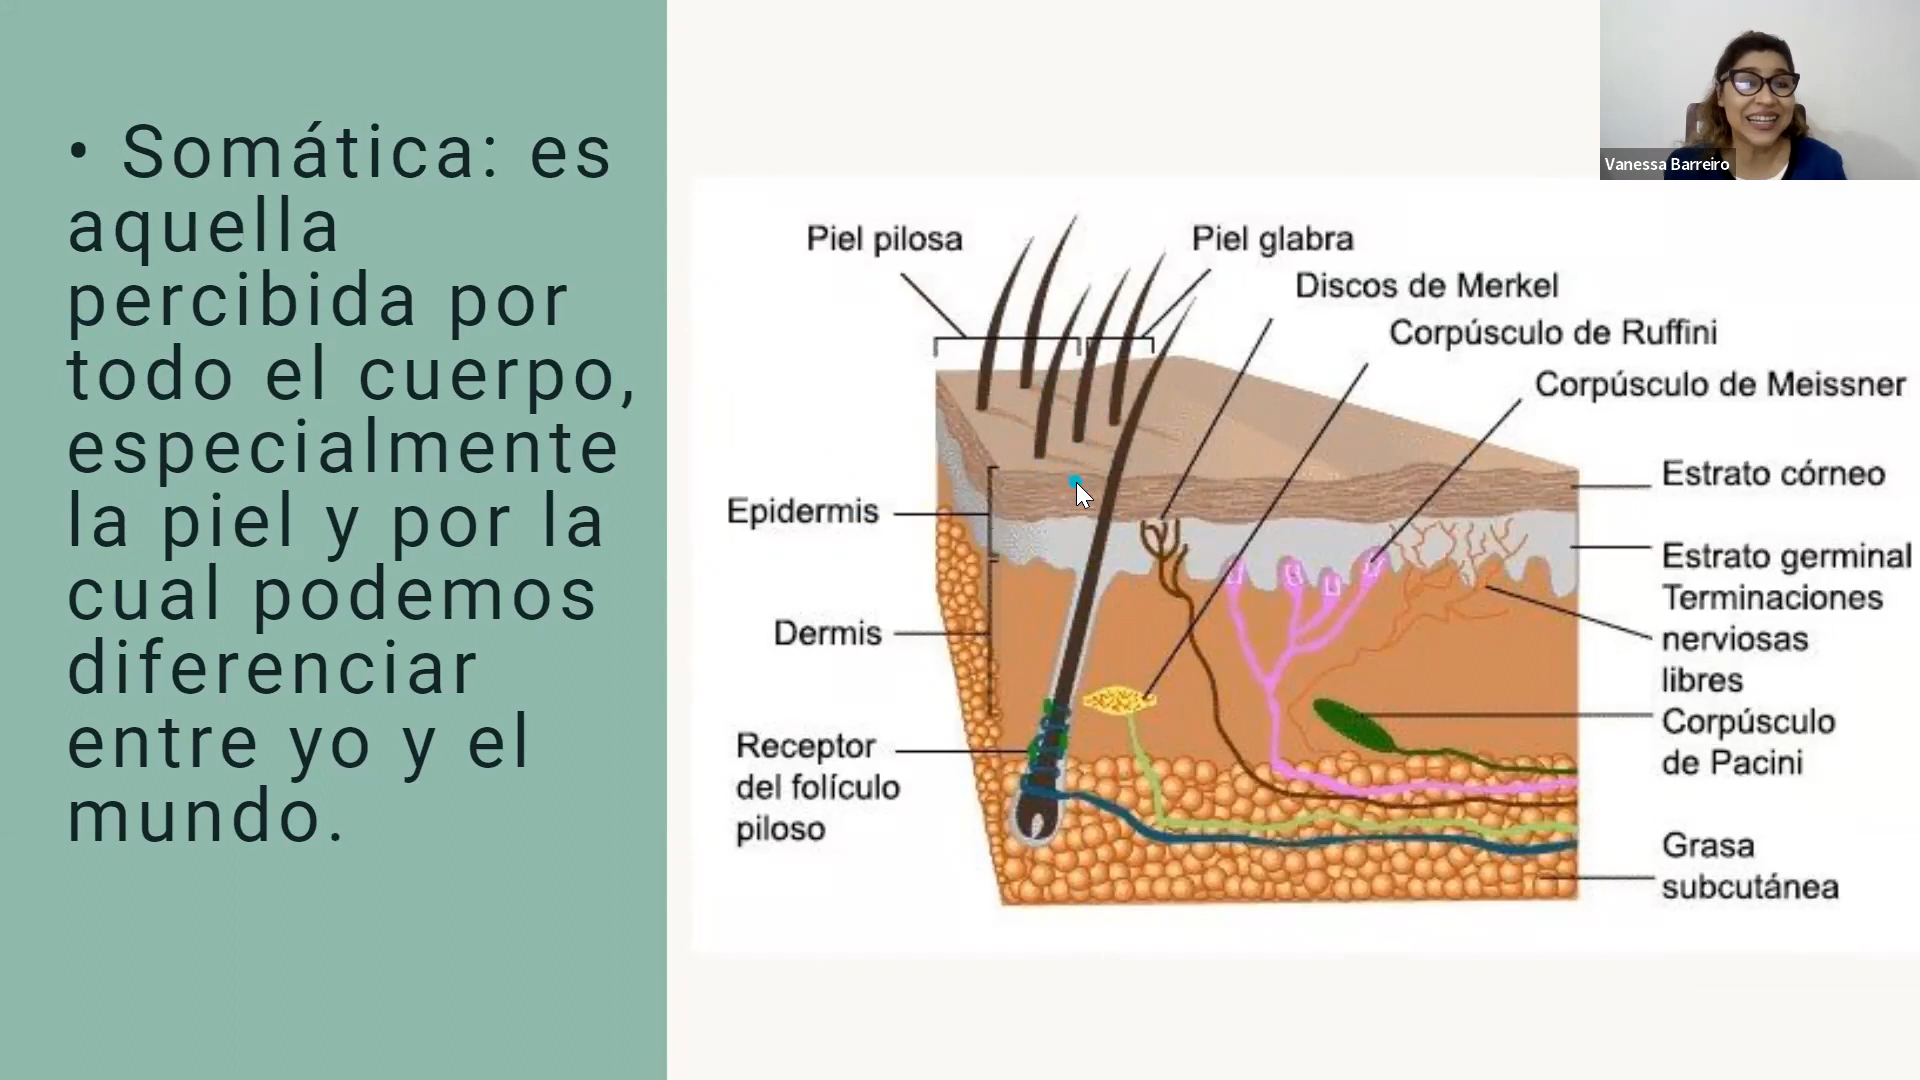 • Somática: es
aquella
percibida por
todo el cuerpo,
especialmente
la piel y por la
cual podemos
diferenciar
entre yo y el
mundo.
Vanessa Barreiro
Piel pilosa
Piel glabra
Discos de Merkel
Corpúsculo de Ruffini
Corpúsculo de Meissner
Epidermis
Dermis
Receptor
del folículo
piloso
Estrato córneo
Estrato germinal
Terminaciones
nerviosas
libres
Corpúsculo
de Pacini
Grasa
subcutánea